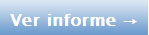 Ver informe →